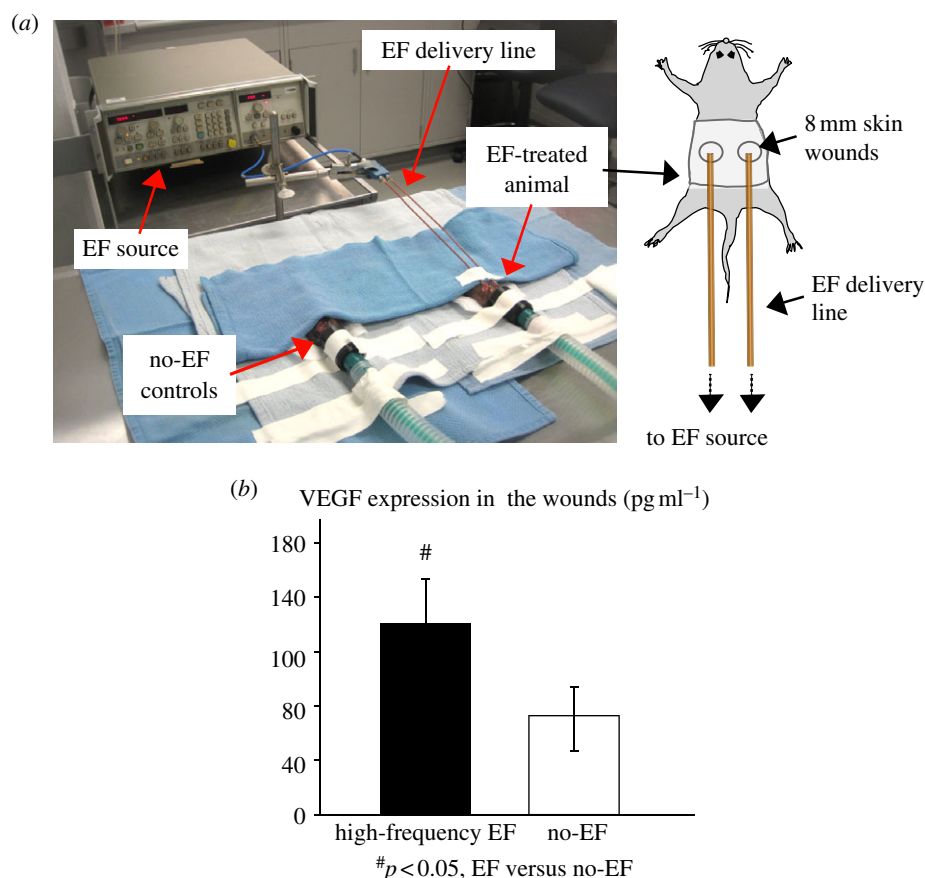 (a)
EF delivery line
EF-treated
animal
EF source
no-EF
controls
8 mm skin
wounds
EF delivery
line
to EF source
(b)
VEGF expression in the wounds (pg ml⁻¹)
180
140
100
80
40
0
#
high-frequency EF
no-EF
#p < 0.05, EF versus no-EF